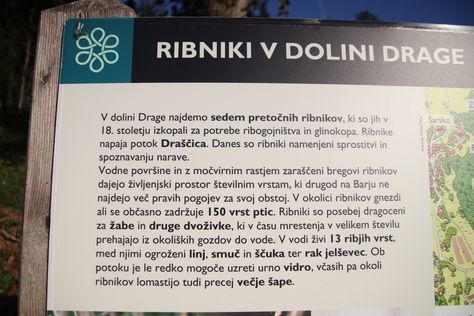 RIBNIKI V DOLINI DRAGE
V dolini Drage najdemo sedem pretočnih ribnikov, ki so jih v
18. stoletju izkopali za potrebe ribogojništva in glinokopa. Ribnike
napaja potok Draščica. Danes so ribniki namenjeni sprostitvi in
spoznavanju narave.
Vodne površine in z močvirnim rastjem zaraščeni bregovi ribnikov
dajejo življenjski prostor številnim vrstam, ki drugod na Barju ne
najdejo več pravih pogojev za svoj obstoj. V okolici ribnikov gnezdi
ali se občasno zadržuje 150 vrst ptic. Ribniki so posebej dragoceni
za žabe in druge dvoživke, ki v času mrestenja v velikem številu
prehajajo iz okoliških gozdov do vode. V vodi živi 13 ribjih vrst,
med njimi ogroženi linj, smuč in ščuka ter rak jelševec. Ob
potoku je le redko mogoče uzreti urno vidro, včasih pa okoli
ribnikov lomastijo tudi precej večje šape.
Sarsko